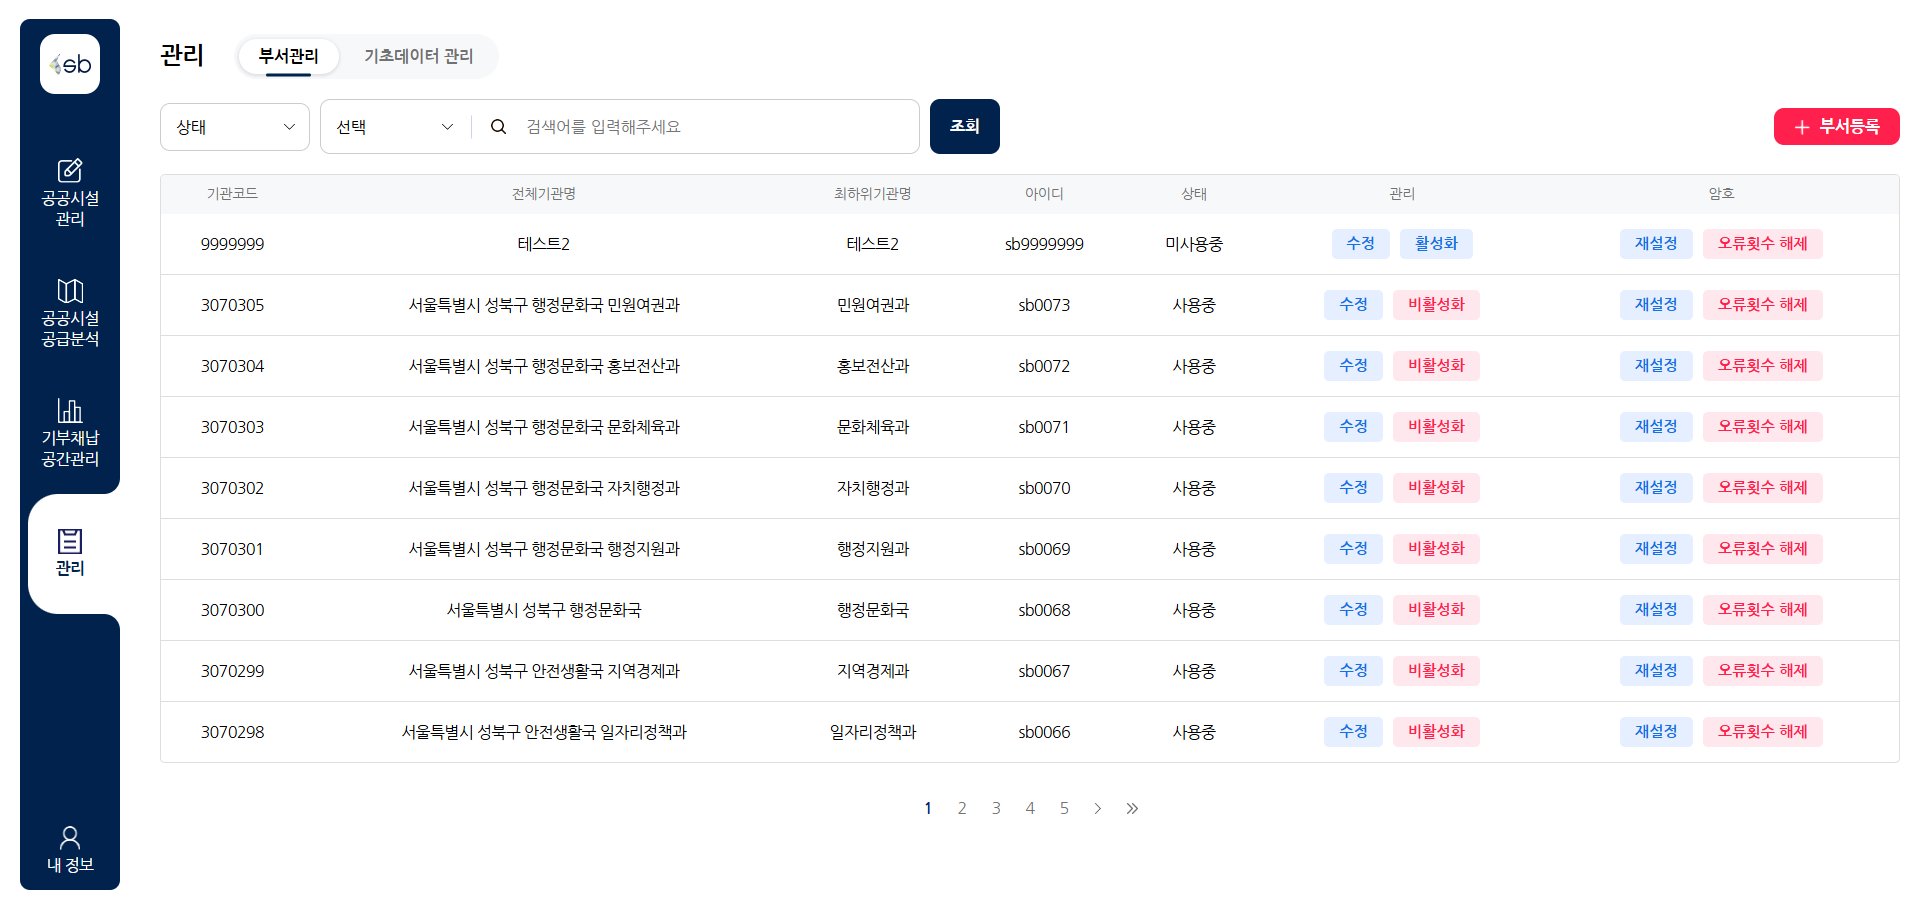 sb
공공시설
관리
공공시설
공급분석
기부채납
공간관리
관리
내 정보
관리 부서관리 기초데이터 관리
상태 선택 검색어를 입력해주세요 조회 부서등록
기관코드 전체기관명 최하위기관명 아이디 상태 관리 암호
9999999 테스트2 테스트2 sb9999999 미사용중 수정 활성화 재설정 오류횟수 해제
3070305 서울특별시 성북구 행정문화국 민원여권과 민원여권과 sb0073 사용중 수정 비활성화 재설정 오류횟수 해제
3070304 서울특별시 성북구 행정문화국 홍보전산과 홍보전산과 sb0072 사용중 수정 비활성화 재설정 오류횟수 해제
3070303 서울특별시 성북구 행정문화국 문화체육과 문화체육과 sb0071 사용중 수정 비활성화 재설정 오류횟수 해제
3070302 서울특별시 성북구 행정문화국 자치행정과 자치행정과 sb0070 사용중 수정 비활성화 재설정 오류횟수 해제
3070301 서울특별시 성북구 행정문화국 행정지원과 행정지원과 sb0069 사용중 수정 비활성화 재설정 오류횟수 해제
3070300 서울특별시 성북구 행정문화국 행정문화국 sb0068 사용중 수정 비활성화 재설정 오류횟수 해제
3070299 서울특별시 성북구 안전생활국 지역경제과 지역경제과 sb0067 사용중 수정 비활성화 재설정 오류횟수 해제
3070298 서울특별시 성북구 안전생활국 일자리정책과 일자리정책과 sb0066 사용중 수정 비활성화 재설정 오류횟수 해제
1 2 3 4 5